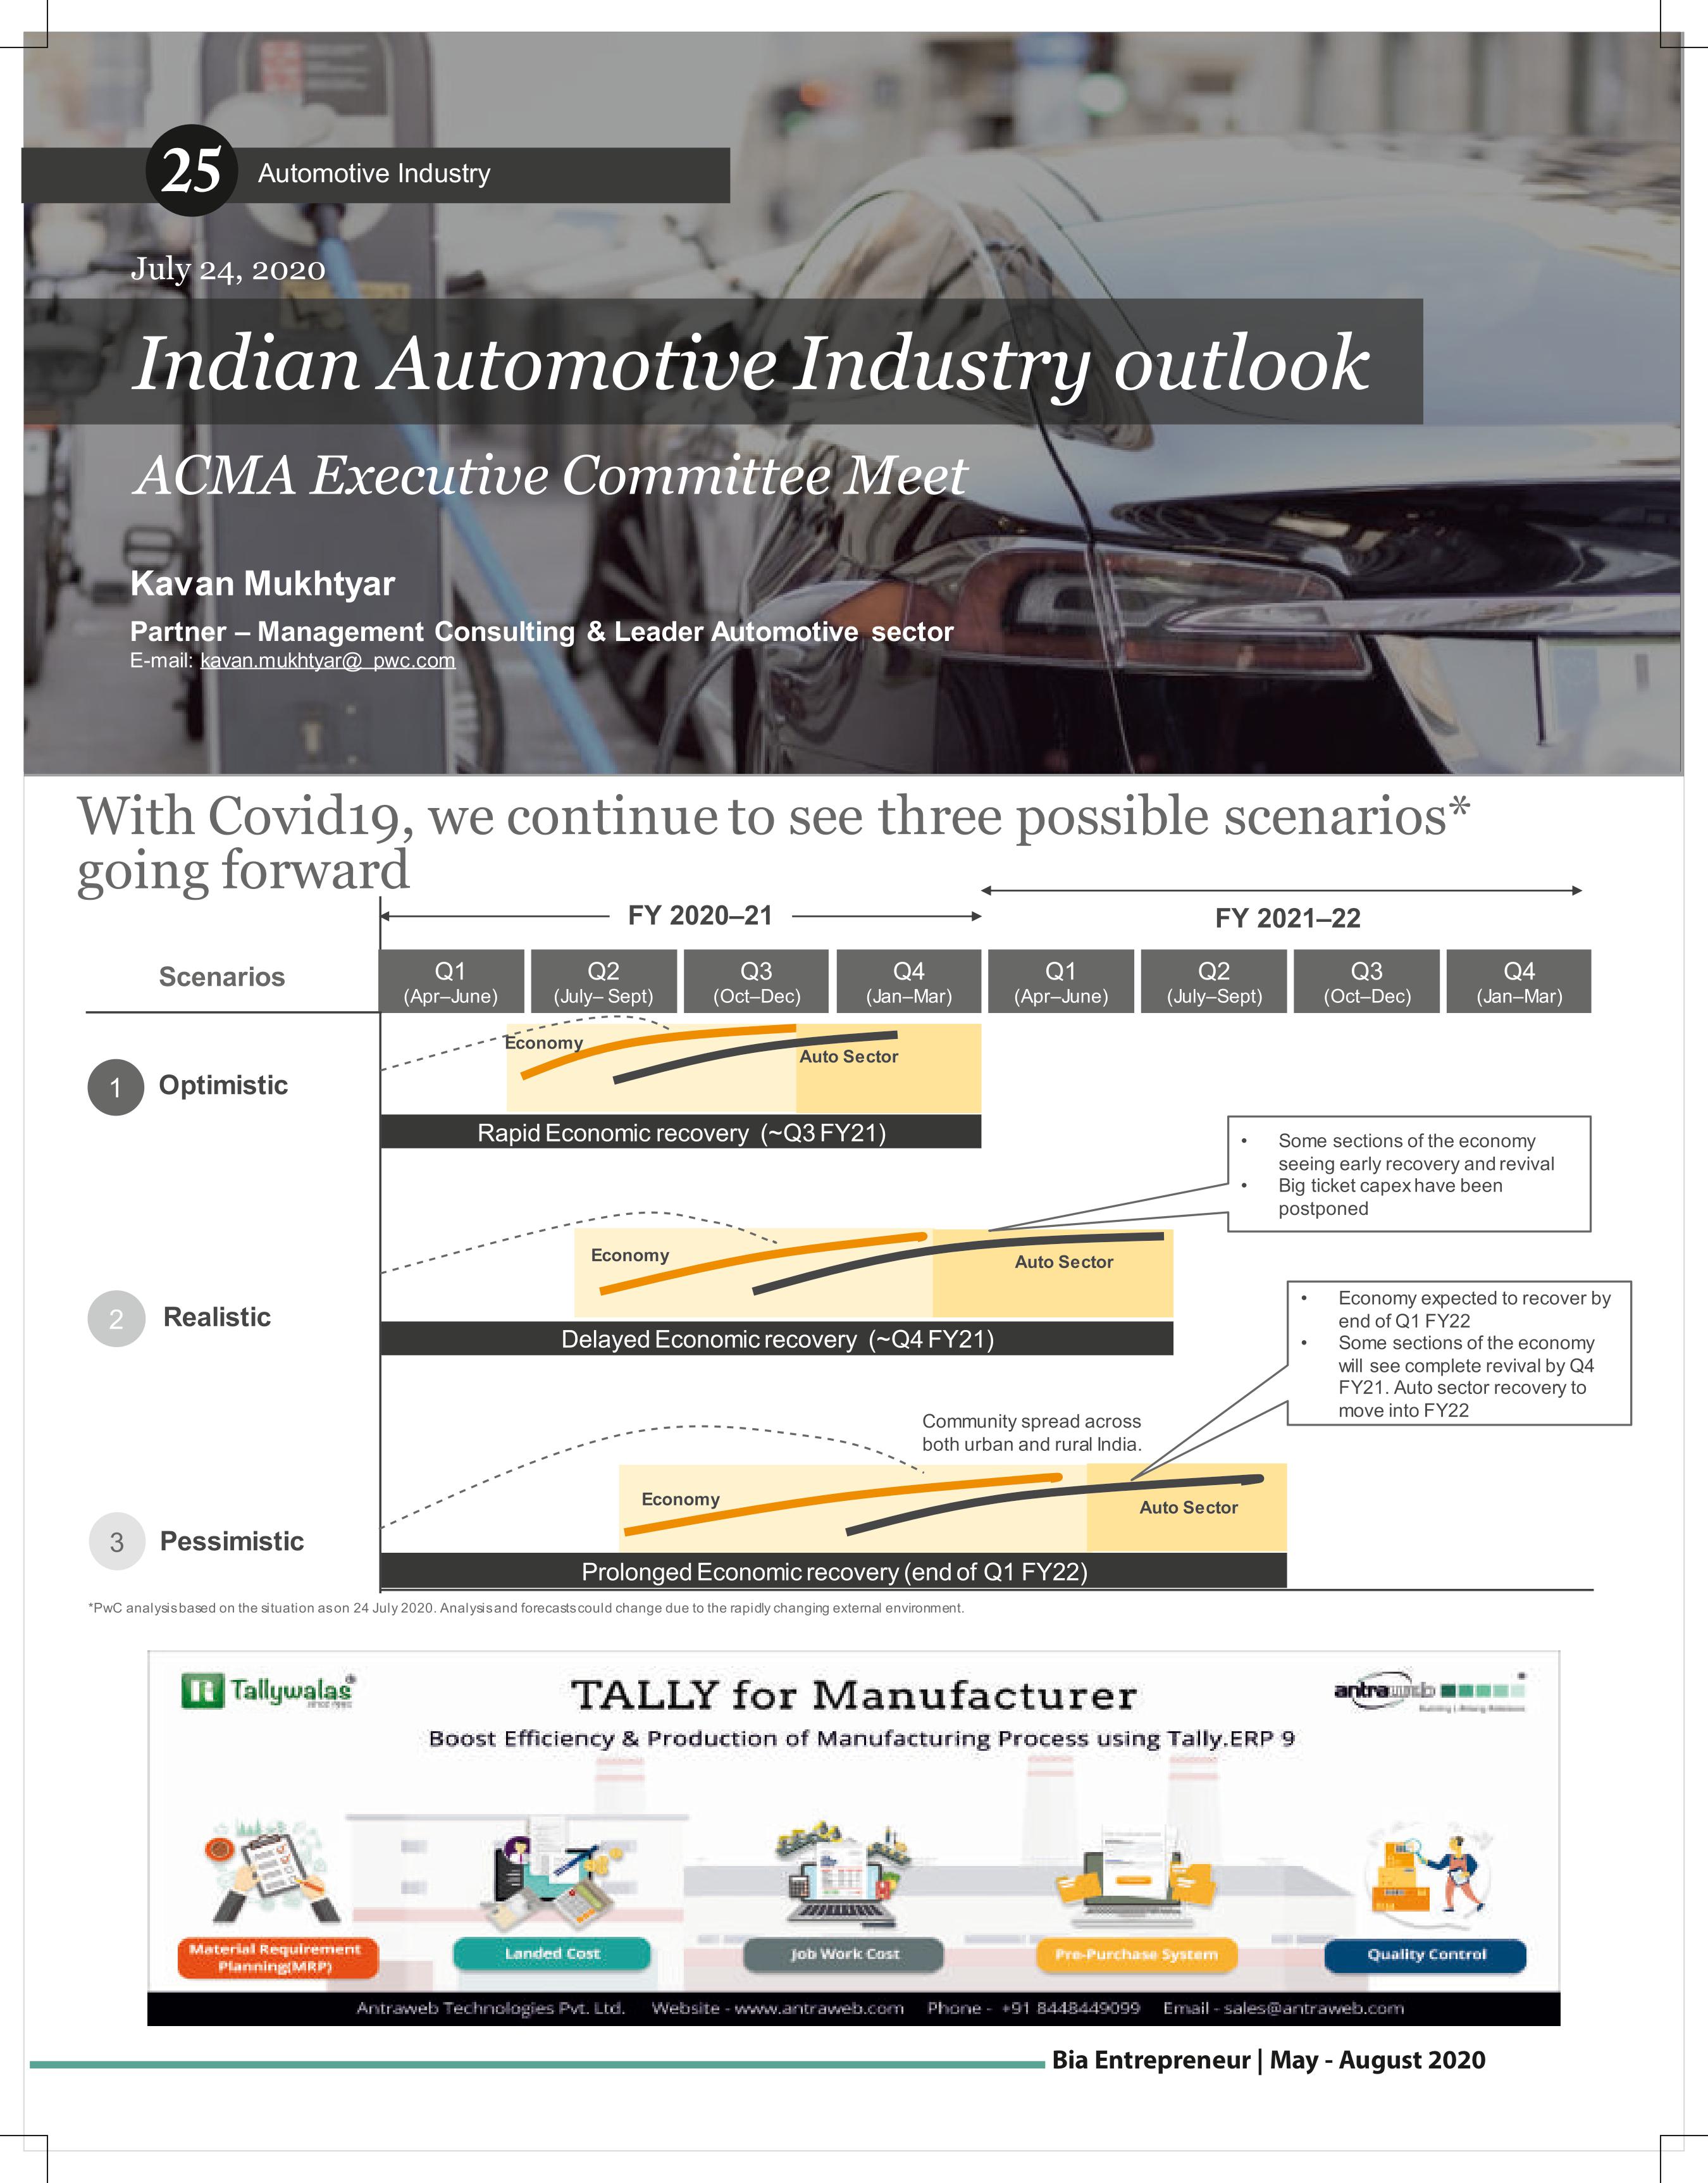 25
Automotive Industry
July 24, 2020
Indian Automotive Industry outlook
ACMA Executive Committee Meet
Kavan Mukhtyar
Partner – Management Consulting & Leader Automotive sector
E-mail: kavan.mukhtyar@ pwc.com
With Covid19, we continue to see three possible scenarios*
going forward
FY 2020–21
FY 2021–22
Scenarios
Q1
(Apr–June)
Q2
(July– Sept)
Q3
(Oct–Dec)
Q4
(Jan–Mar)
Q1
(Apr–June)
Q2
(July–Sept)
Q3
(Oct–Dec)
Q4
(Jan–Mar)
1
Optimistic
Economy
Auto Sector
Rapid Economic recovery (~Q3 FY21)
• Some sections of the economy
seeing early recovery and revival
• Big ticket capex have been
postponed
2
Realistic
Economy
Auto Sector
Delayed Economic recovery (~Q4 FY21)
• Economy expected to recover by
end of Q1 FY22
• Some sections of the economy
will see complete revival by Q4
FY21. Auto sector recovery to
move into FY22
Community spread across
both urban and rural India.
3
Pessimistic
Economy
Auto Sector
Prolonged Economic recovery (end of Q1 FY22)
*PwC analysis based on the situation as on 24 July 2020. Analysis and forecasts could change due to the rapidly changing external environment.
Tallywalas
TALLY for Manufacturer
antraweb
Boost Efficiency & Production of Manufacturing Process using Tally.ERP 9
Material Requirement
Planning(MRP)
Landed Cost
Job Work Cost
Pre-Purchase System
Quality Control
Antraweb Technologies Pvt. Ltd. Website - www.antraweb.com Phone - +91 8448449099 Email - sales@antraweb.com
Bia Entrepreneur | May - August 2020